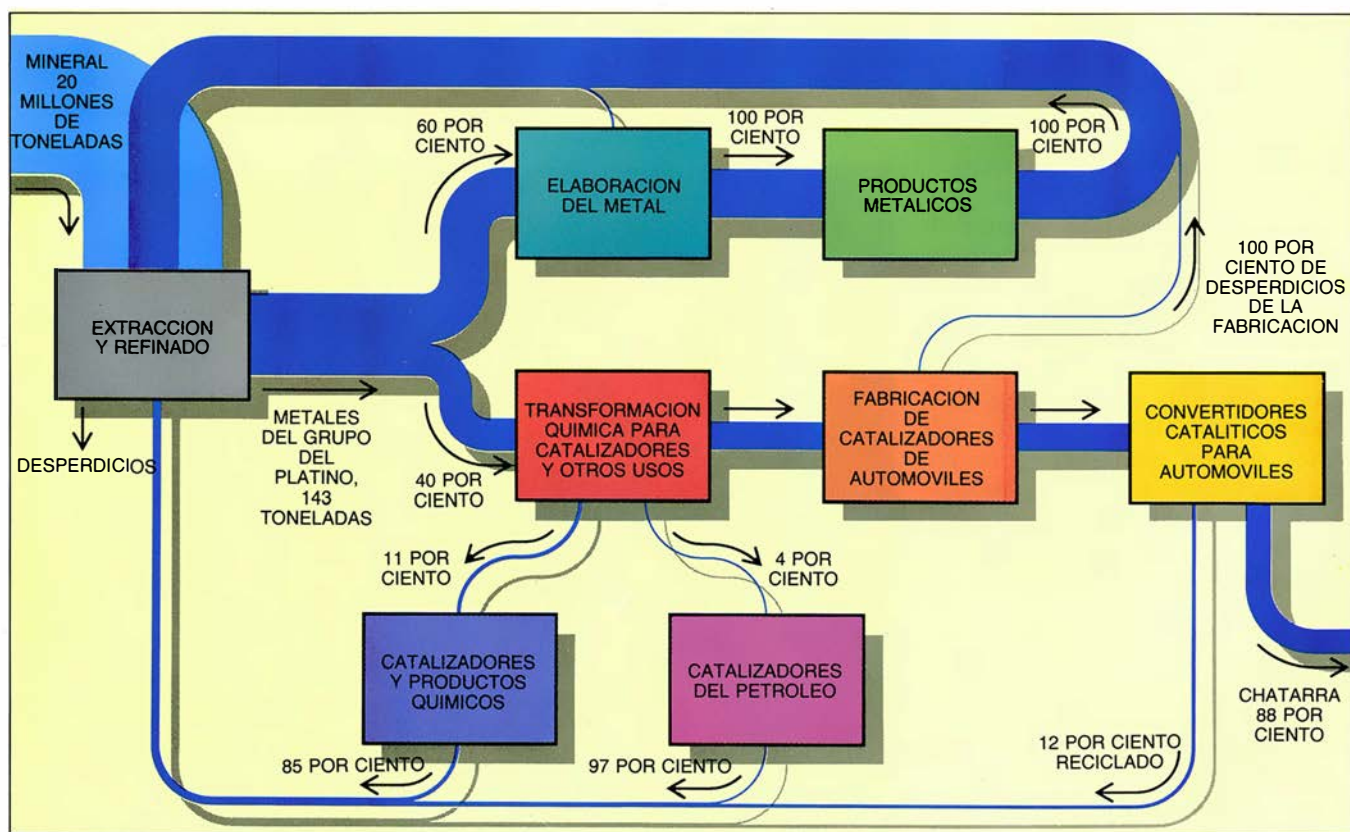 MINERAL
20
MILLONES
DE
TONELADAS
60 POR
CIENTO
100 POR
CIENTO
100 POR
CIENTO
ELABORACION
DEL METAL
PRODUCTOS
METALICOS
100 POR
CIENTO DE
DESPERDICIOS
DE LA
FABRICACION
EXTRACCION
Y REFINADO
DESPERDICIOS
METALES
DEL GRUPO
DEL
PLATINO,
143
TONELADAS
40 POR
CIENTO
TRANSFORMACION
QUIMICA PARA
CATALIZADORES
Y OTROS USOS
FABRICACION
DE
CATALIZADORES
DE
AUTOMOVILES
CONVERTIDORES
CATALITICOS
PARA
AUTOMOVILES
11 POR
CIENTO
4 POR
CIENTO
CATALIZADORES
Y PRODUCTOS
QUIMICOS
CATALIZADORES
DEL PETROLEO
CHATARRA
88 POR
CIENTO
85 POR CIENTO
97 POR CIENTO
12 POR CIENTO
RECICLADO